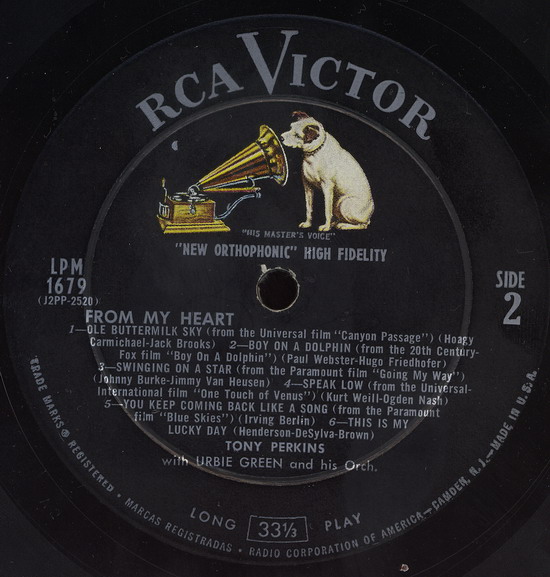 RCA VICTOR
"HIS MASTER'S VOICE"
"NEW ORTHOPHONIC" HIGH FIDELITY
LPM
1679
(J2PP-2520)
SIDE
2
FROM MY HEART
1—OLE BUTTERMILK SKY (from the Universal film "Canyon Passage") (Hoagy
Carmichael-Jack Brooks) 2—BOY ON A DOLPHIN (from the 20th Century-
Fox film "Boy On A Dolphin") (Paul Webster-Hugo Friedhofer)
3—SWINGING ON A STAR (from the Paramount film "Going My Way")
(Johnny Burke-Jimmy Van Heusen) 4—SPEAK LOW (from the Universal-
International film "One Touch of Venus") (Kurt Weill-Ogden Nash)
5—YOU KEEP COMING BACK LIKE A SONG (from the Paramount
film "Blue Skies") (Irving Berlin) 6—THIS IS MY
LUCKY DAY (Henderson-DeSylva-Brown)
TONY PERKINS
with URBIE GREEN and his Orch.
LONG 33⅓ PLAY
TRADE MARKS ® REGISTERED • MARCAS REGISTRADAS • RADIO CORPORATION OF AMERICA—CAMDEN, N. J.—MADE IN U.S.A.